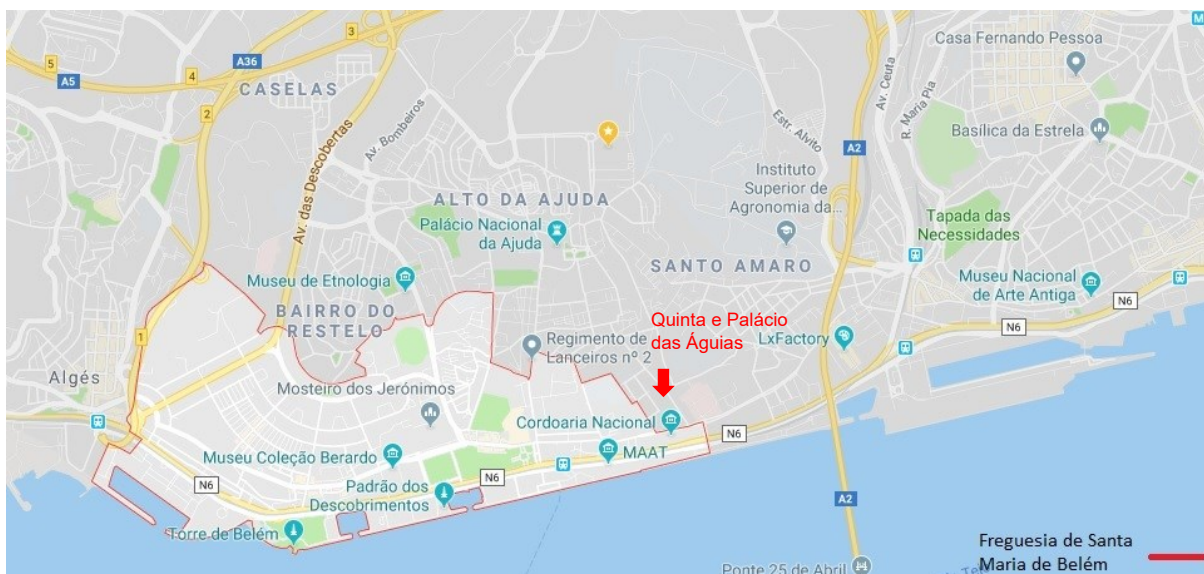 A36
3
5
A5
4
CASELAS
2
Casa Fernando Pessoa
Av. Ceuta
R. Maria Pia
Av. das Descobertas
Av. Bombeiros
Estr. Alvito
A2
Basílica da Estrela
Instituto
Superior de
Agronomia da...
ALTO DA AJUDA
Palácio Nacional
da Ajuda
Tapada das
Necessidades
SANTO AMARO
Museu de Etnologia
Museu Nacional
de Arte Antiga
N6
BAIRRO DO
RESTELO
Quinta e Palácio
das Águias
N6
1
Regimento de
Lanceiros nº 2
LxFactory
Algés
Mosteiro dos Jerónimos
Cordoaria Nacional
N6
MAAT
Museu Coleção Berardo
N6
N6
Padrão dos
Descobrimentos
A2
Torre de Belém
Freguesia de Santa
Maria de Belém
Ponte 25 de Abril